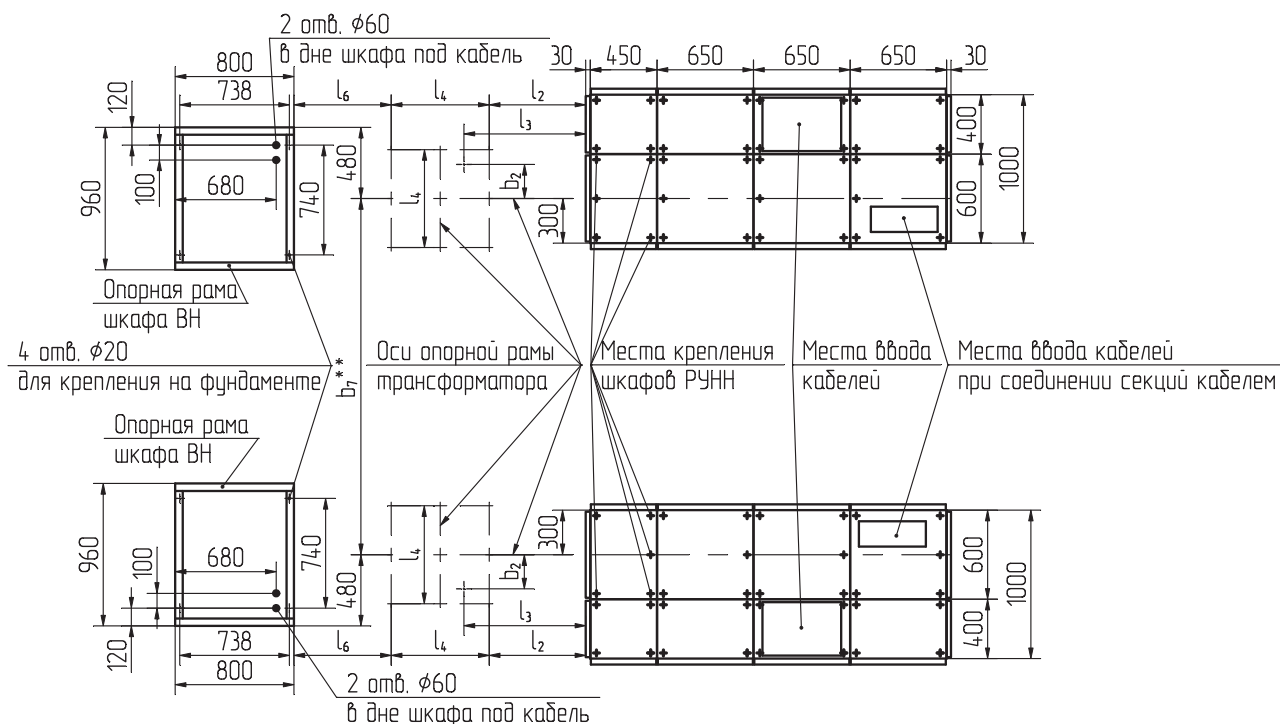 2 отв. ϕ60
в дне шкафа под кабель
800
738
120
960
100
680
740
480
l₆
l₄
l₂
l₃
l₄
b₂
30
450
650
650
650
30
400
600
1000
300
Опорная рама
шкафа ВН
4 отв. ϕ20
для крепления на фундаменте
b₇**
Оси опорной рамы
трансформатора
Места крепления
шкафов РУНН
Места ввода
кабелей
Места ввода кабелей
при соединении секций кабелем
Опорная рама
шкафа ВН
960
100
680
740
480
120
738
800
l₆
l₄
l₂
l₃
l₄
b₂
300
600
400
1000
2 отв. ϕ60
в дне шкафа под кабель